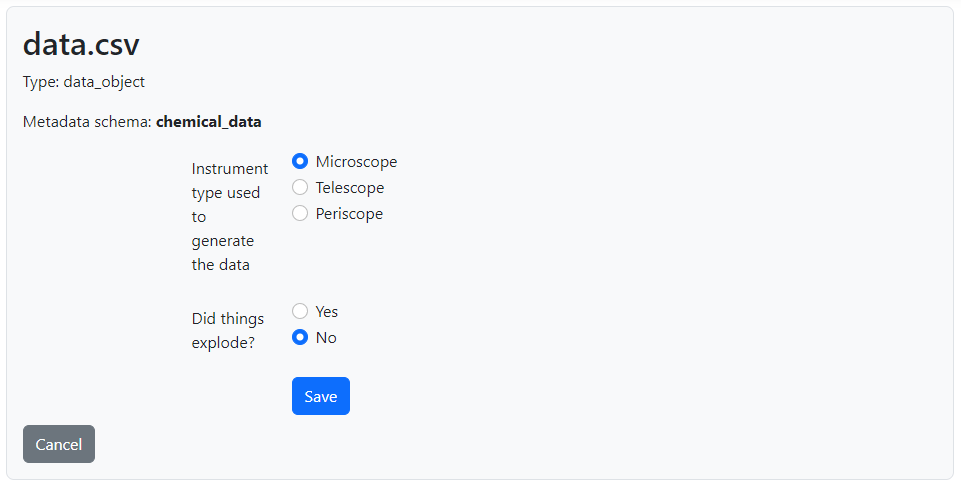 data.csv
Type: data_object
Metadata schema: chemical_data
Instrument
type used
to
generate
the data
Microscope
Telescope
Periscope
Did things
explode?
Yes
No
Save
Cancel